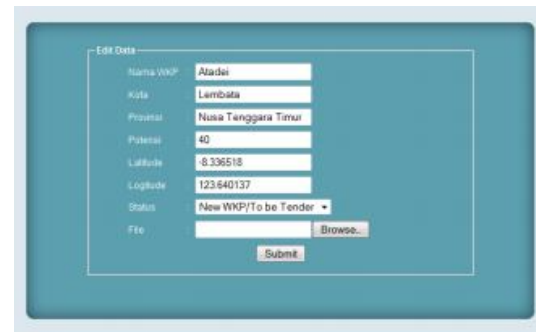 Edit Data
Nama WKP Atadei
Kota Lembata
Provinsi Nusa Tenggara Timur
Potensi 40
Latitude -8.336518
Logitude 123.640137
Status New WKP/To be Tender
File Browse..
Submit